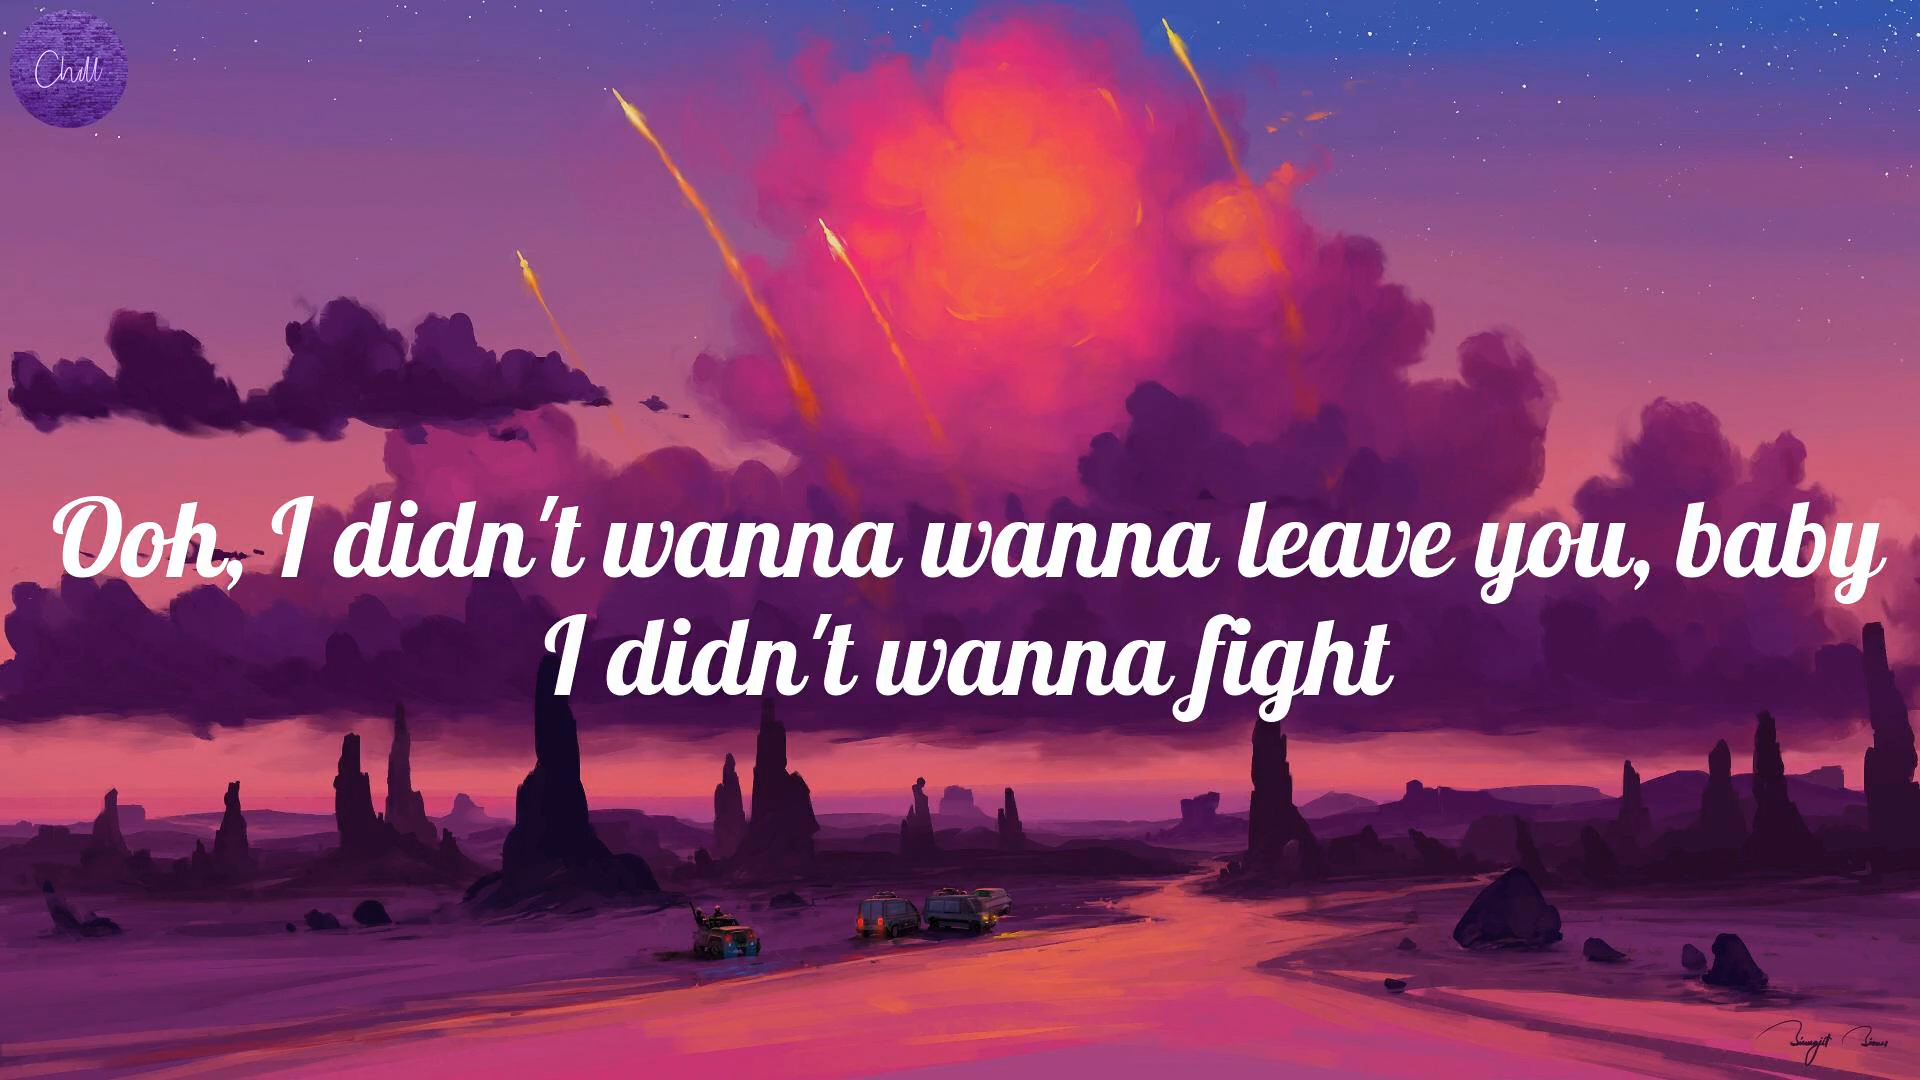 Chill
Ooh, I didn't wanna wanna leave you, baby
I didn't wanna fight